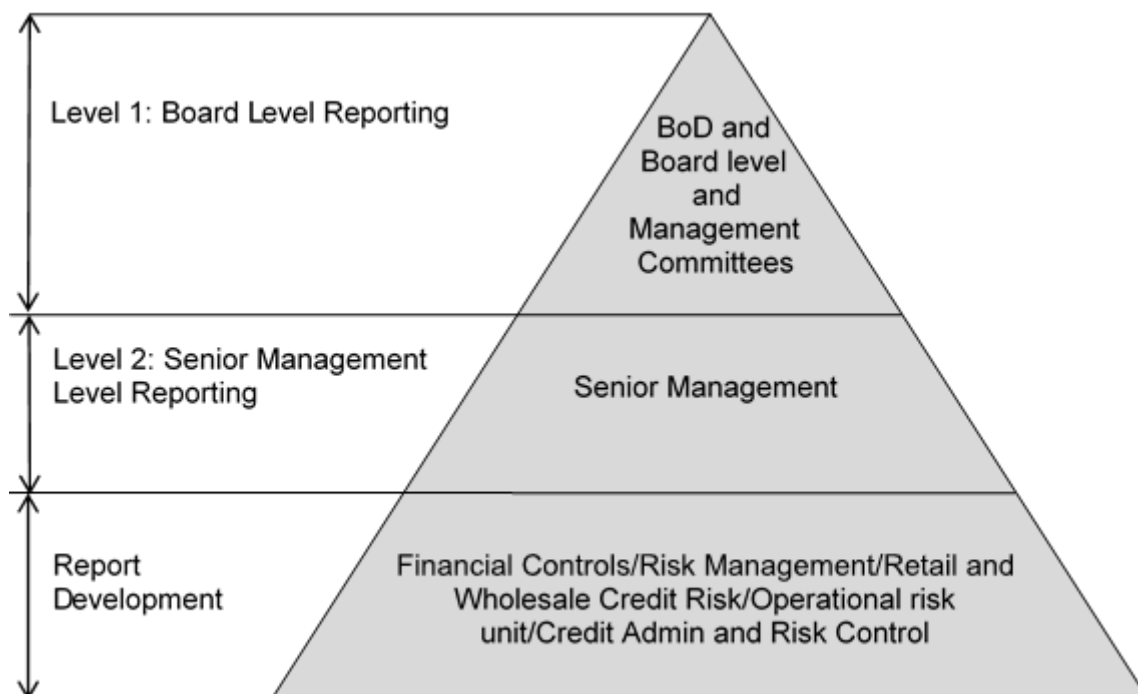 Level 1: Board Level Reporting
BoD and
Board level
and
Management
Committees
Level 2: Senior Management
Level Reporting
Senior Management
Report
Development
Financial Controls/Risk Management/Retail and
Wholesale Credit Risk/Operational risk
unit/Credit Admin and Risk Control